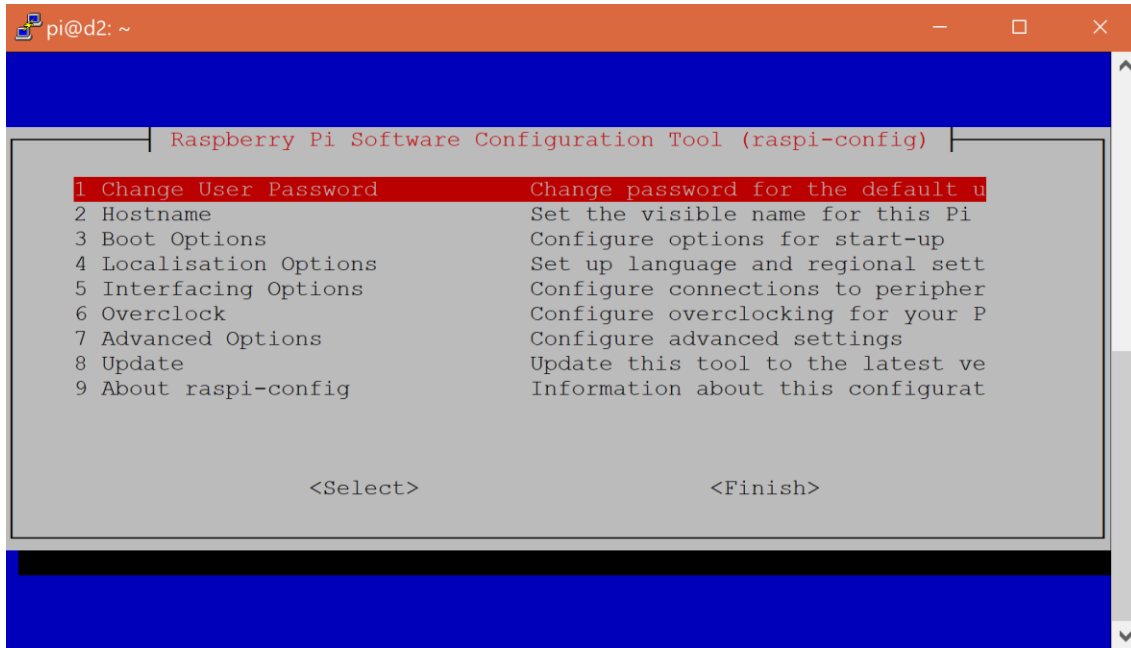 pi@d2: ~
Raspberry Pi Software Configuration Tool (raspi-config)
1 Change User Password Change password for the default u
2 Hostname Set the visible name for this Pi
3 Boot Options Configure options for start-up
4 Localisation Options Set up language and regional sett
5 Interfacing Options Configure connections to peripher
6 Overclock Configure overclocking for your P
7 Advanced Options Configure advanced settings
8 Update Update this tool to the latest ve
9 About raspi-config Information about this configurat
<Select> <Finish>